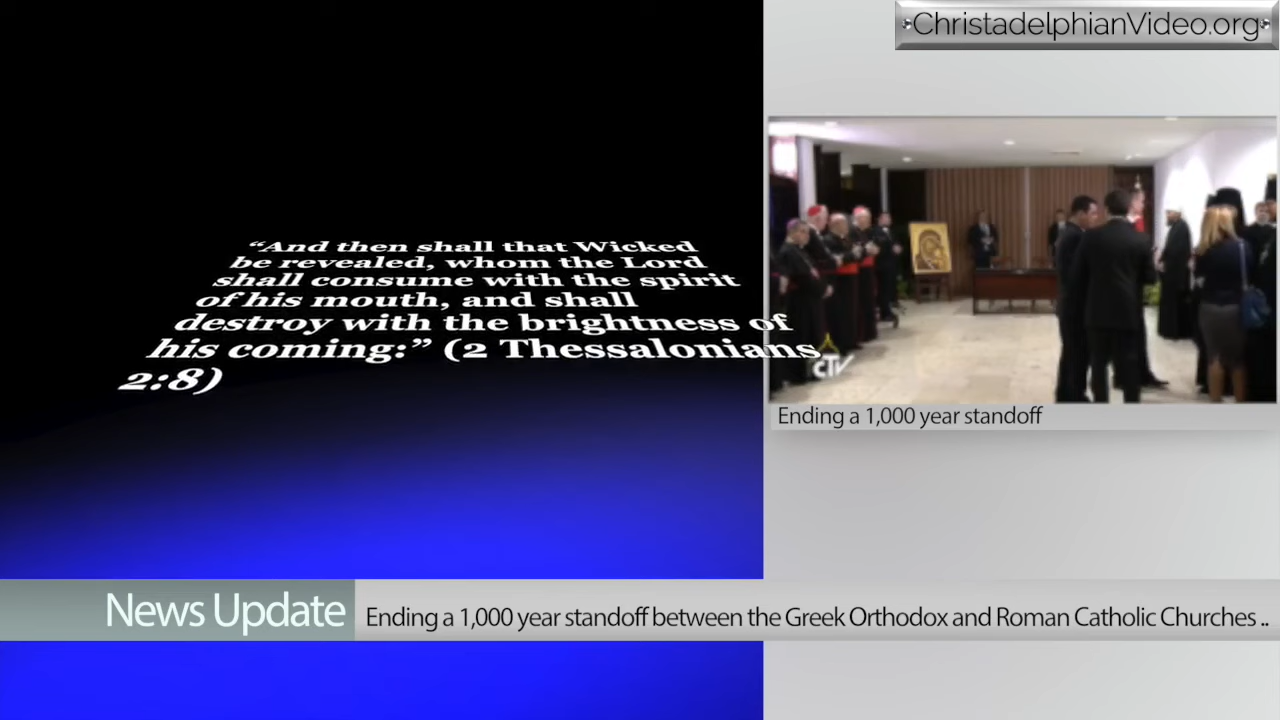 ChristadelphianVideo.org
“And then shall that Wicked
be revealed, whom the Lord
shall consume with the spirit
of his mouth, and shall
destroy with the brightness of
his coming:” (2 Thessalonians
2:8)
CTV
Ending a 1,000 year standoff
News Update
Ending a 1,000 year standoff between the Greek Orthodox and Roman Catholic Churches ..